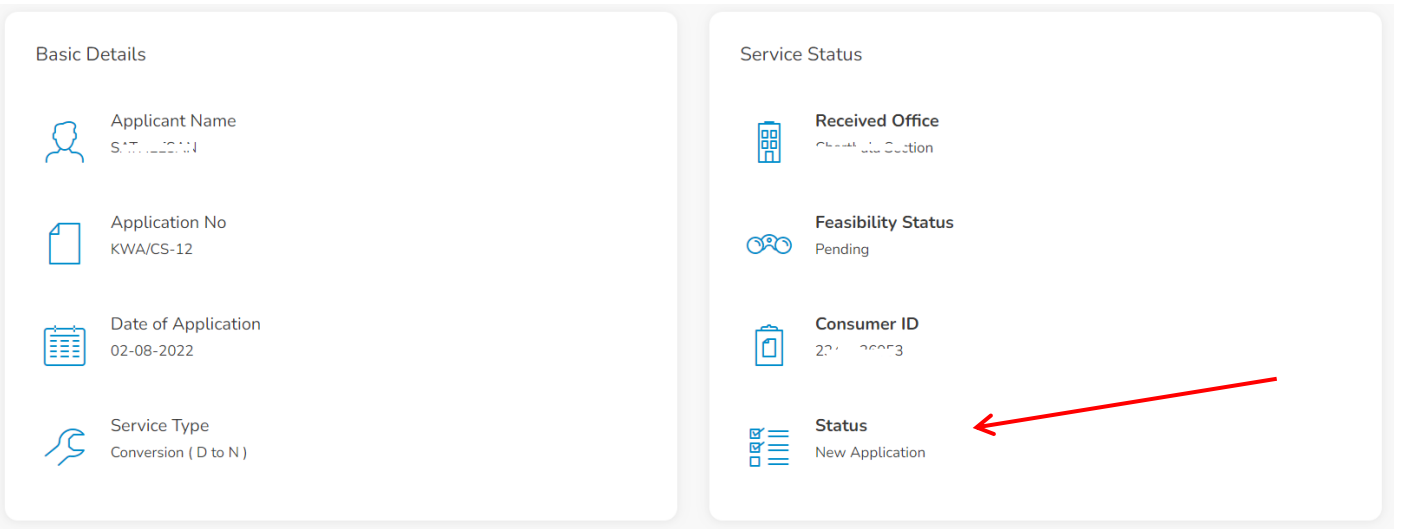 Basic Details
Applicant Name
Application No
KWA/CS-12
Date of Application
02-08-2022
Service Type
Conversion ( D to N )
Service Status
Received Office
Section
Feasibility Status
Pending
Consumer ID
Status
New Application